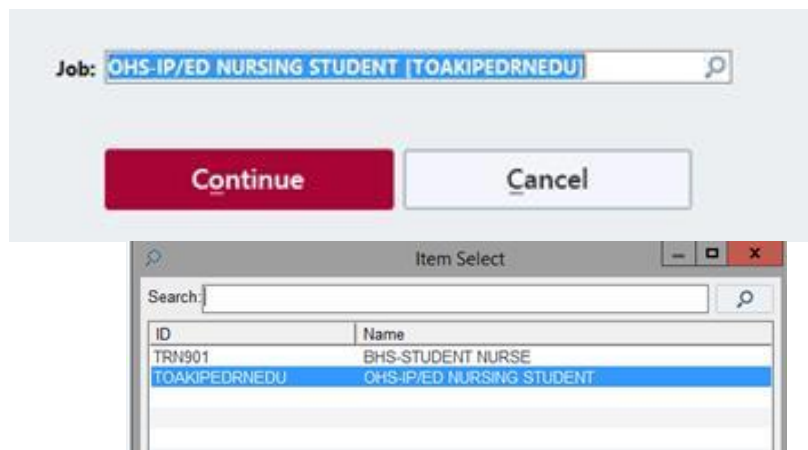 Job: OHS-IP/ED NURSING STUDENT [TOAKIPEDRNEDU]
Continue Cancel
Item Select
Search:
ID Name
TRN901 BHS-STUDENT NURSE
TOAKIPEDRNEDU OHS-IP/ED NURSING STUDENT